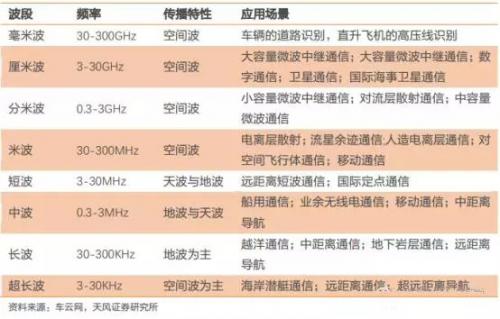 波段 频率 传播特性 应用场景
毫米波 30-300GHz 空间波 车辆的道路识别，直升飞机的高压线识别
厘米波 3-30GHz 空间波 大容量微波中继通信；大容量微波中继通信；数
字通信；卫星通信；国际海事卫星通信
分米波 0.3-3GHz 空间波 小容量微波中继通信；对流层散射通信；中容量
微波通信
米波 30-300MHz 空间波 电离层散射；流星余迹通信;人造电离层通信；对
空间飞行体通信；移动通信
短波 3-30MHz 天波与地波 远距离短波通信；国际定点通信
中波 0.3-3MHz 地波与天波 船用通信；业余无线电通信；移动通信；中距离
导航
长波 30-300KHz 地波为主 越洋通信；中距离通信；地下岩层通信；远距离
导航
超长波 3-30KHz 空间波为主 海岸潜艇通信；远距离通信；超远距离导航
资料来源：车云网，天风证券研究所